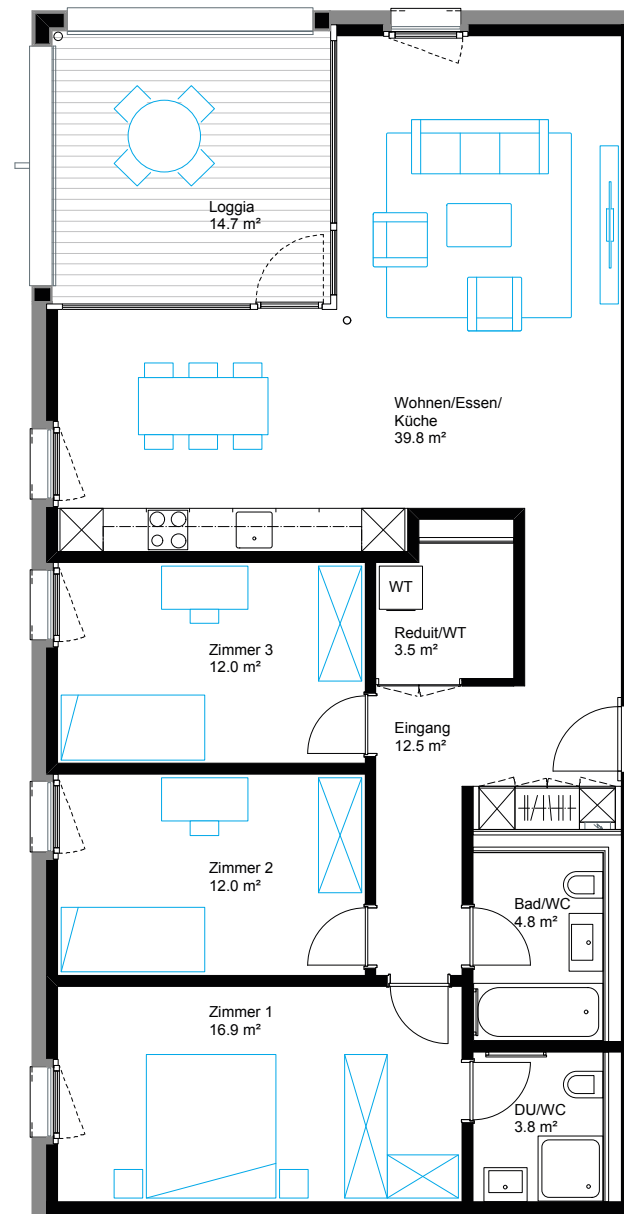 Loggia
14.7 m²
Wohnen/Essen/
Küche
39.8 m²
WT
Reduit/WT
3.5 m²
Zimmer 3
12.0 m²
Eingang
12.5 m²
Zimmer 2
12.0 m²
Bad/WC
4.8 m²
Zimmer 1
16.9 m²
DU/WC
3.8 m²